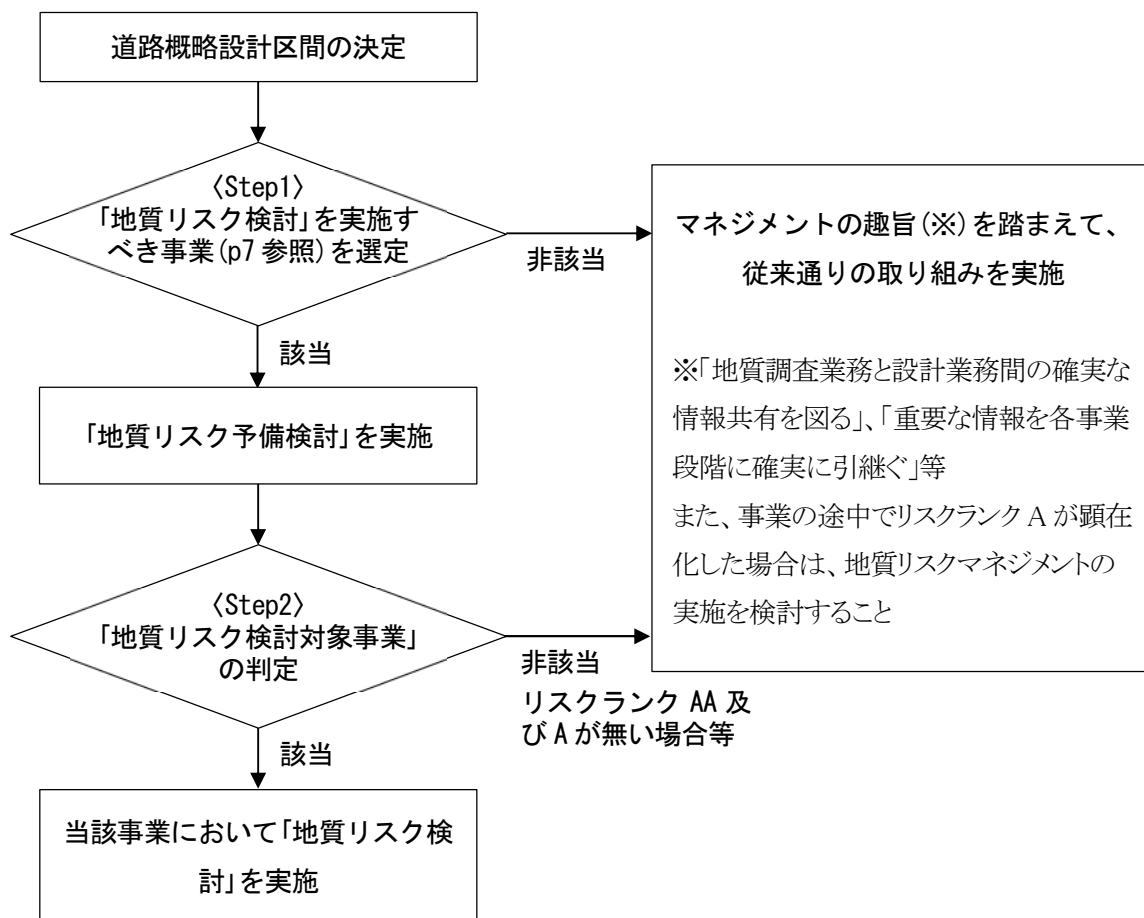 道路概略設計区間の決定
〈Step1〉
「地質リスク検討」を実施す
べき事業(p7 参照)を選定
非該当
該当
マネジメントの趣旨(※)を踏まえて、
従来通りの取り組みを実施
※「地質調査業務と設計業務間の確実な
情報共有を図る」、「重要な情報を各事業
段階に確実に引継ぐ」等
また、事業の途中でリスクランク A が顕在
化した場合は、地質リスクマネジメントの
実施を検討すること
「地質リスク予備検討」を実施
〈Step2〉
「地質リスク検討対象事業」
の判定
非該当
リスクランク AA 及
び A が無い場合等
該当
当該事業において「地質リスク検
討」を実施